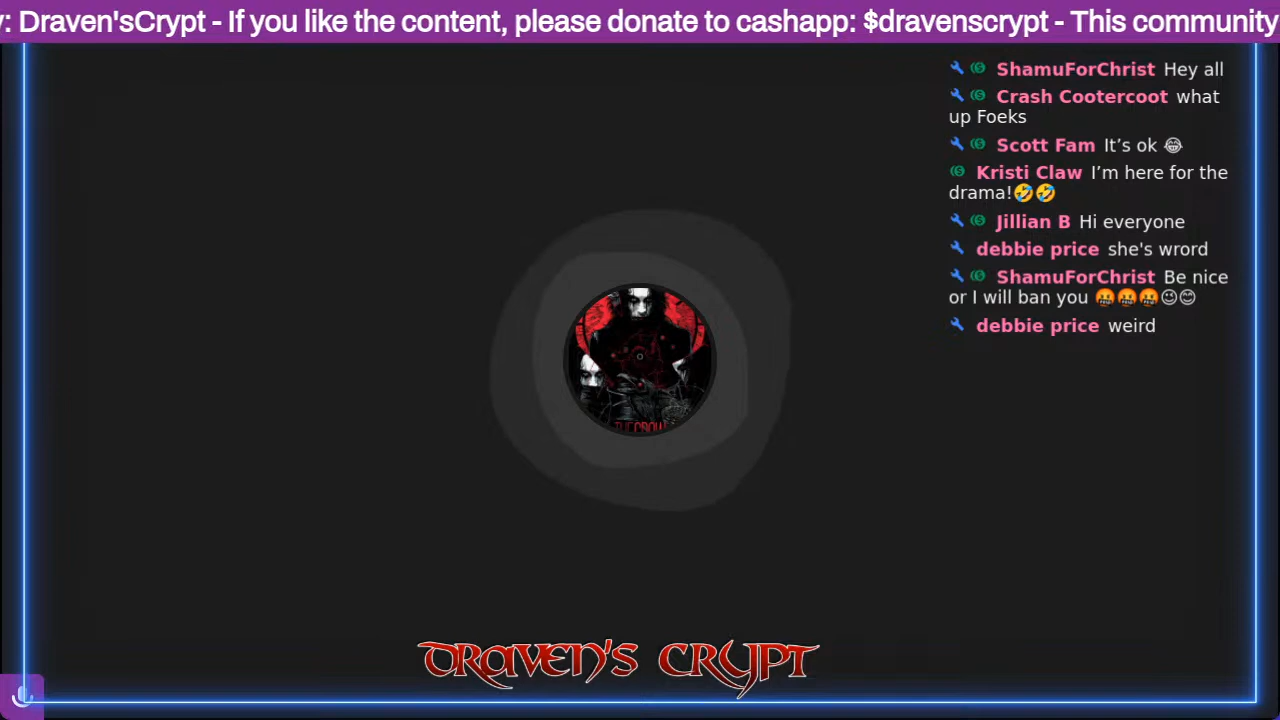 y: Draven'sCrypt - If you like the content, please donate to cashapp: $dravenscrypt - This community
ShamuForChrist Hey all
Crash Cootercoot what
up Foeks
Scott Fam It's ok 😂
Kristi Claw I'm here for the
drama!🤣🤣
Jillian B Hi everyone
debbie price she's wrord
ShamuForChrist Be nice
or I will ban you 🤬🤬🤬😉😊
debbie price weird
THE CROW
DRAVEN'S CRYPT